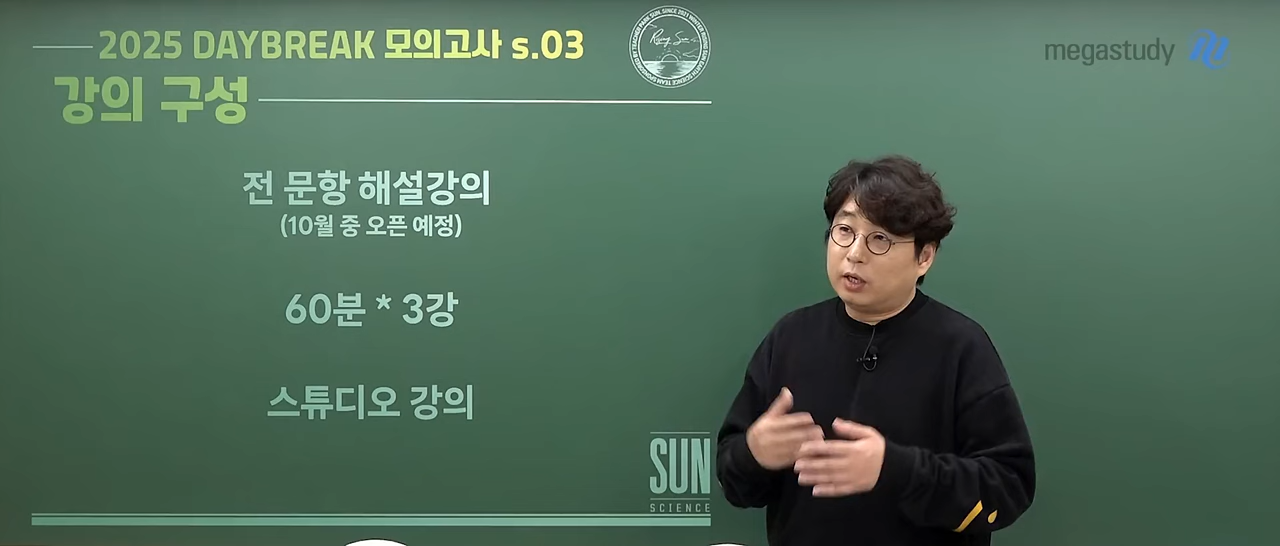 2025 DAYBREAK 모의고사 s.03
강의 구성
전 문항 해설강의
(10월 중 오픈 예정)
60분 * 3강
스튜디오 강의
SUN
SCIENCE
Rising Sun
megastudy